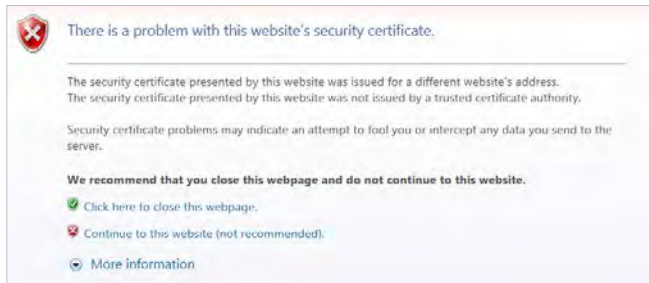 There is a problem with this website's security certificate.
The security certificate presented by this website was issued for a different website's address.
The security certificate presented by this website was not issued by a trusted certificate authority.
Security certificate problems may indicate an attempt to fool you or intercept any data you send to the
server.
We recommend that you close this webpage and do not continue to this website.
Click here to close this webpage.
Continue to this website (not recommended).
More information